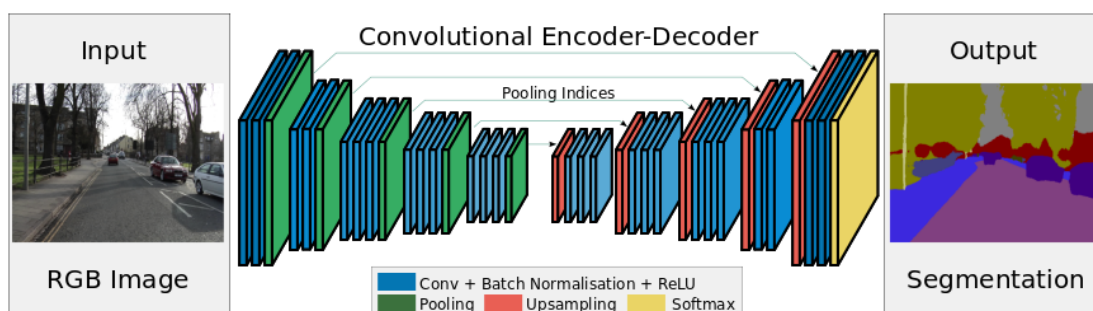 Input
RGB Image
Convolutional Encoder-Decoder
Pooling Indices
Conv + Batch Normalisation + ReLU
Pooling Upsampling Softmax
Output
Segmentation